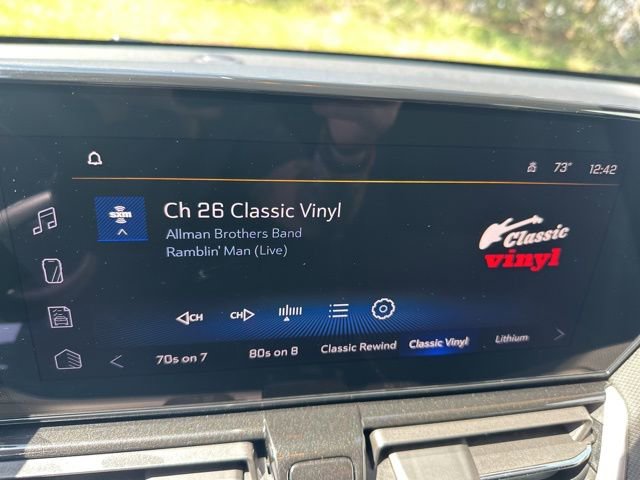 73° 12:42
sxm
Ch 26 Classic Vinyl
Allman Brothers Band
Ramblin' Man (Live)
Classic
vinyl
CH CH
70s on 7 80s on 8 Classic Rewind Classic Vinyl Lithium